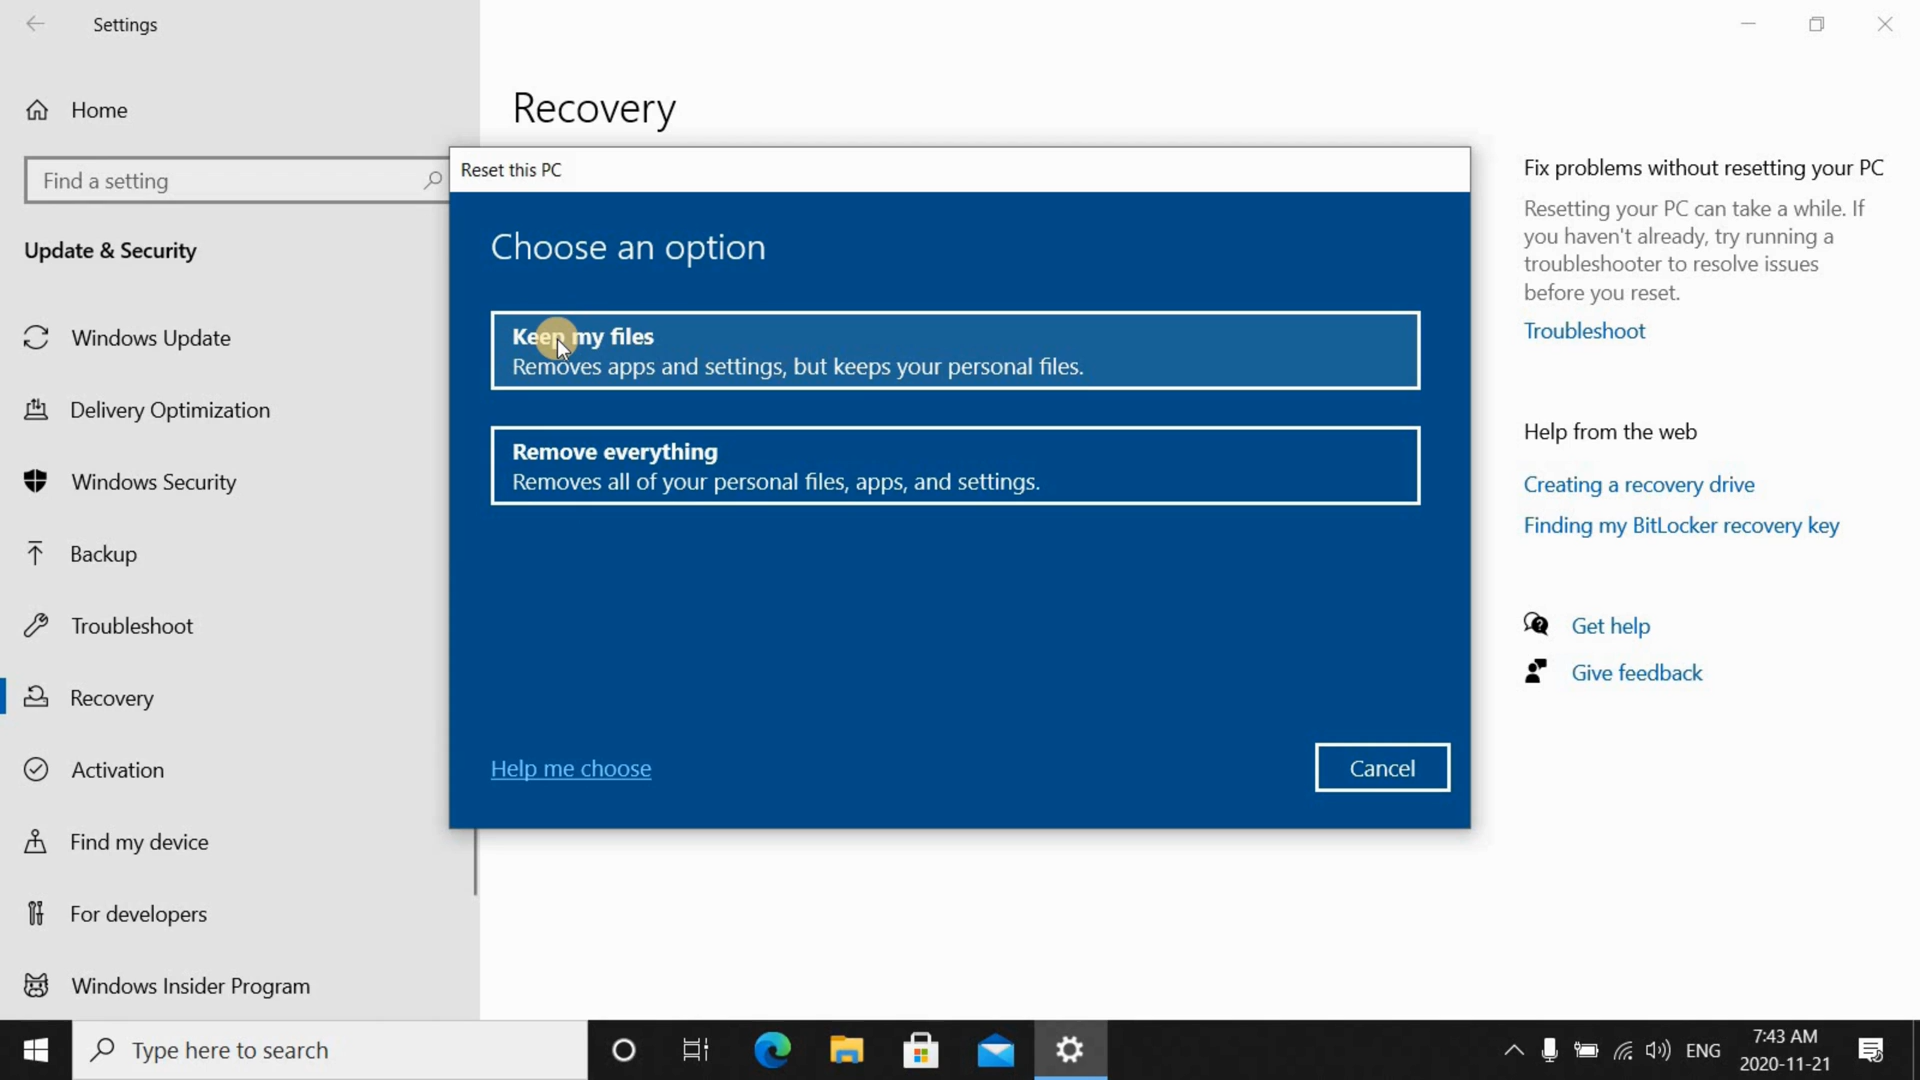 Settings
Home
Find a setting
Update & Security
Windows Update
Delivery Optimization
Windows Security
Backup
Troubleshoot
Recovery
Activation
Find my device
For developers
Windows Insider Program
Recovery
Reset this PC
Choose an option
Keep my files
Removes apps and settings, but keeps your personal files.
Remove everything
Removes all of your personal files, apps, and settings.
Help me choose
Cancel
Fix problems without resetting your PC
Resetting your PC can take a while. If
you haven't already, try running a
troubleshooter to resolve issues
before you reset.
Troubleshoot
Help from the web
Creating a recovery drive
Finding my BitLocker recovery key
Get help
Give feedback
Type here to search
ENG
7:43 AM
2020-11-21